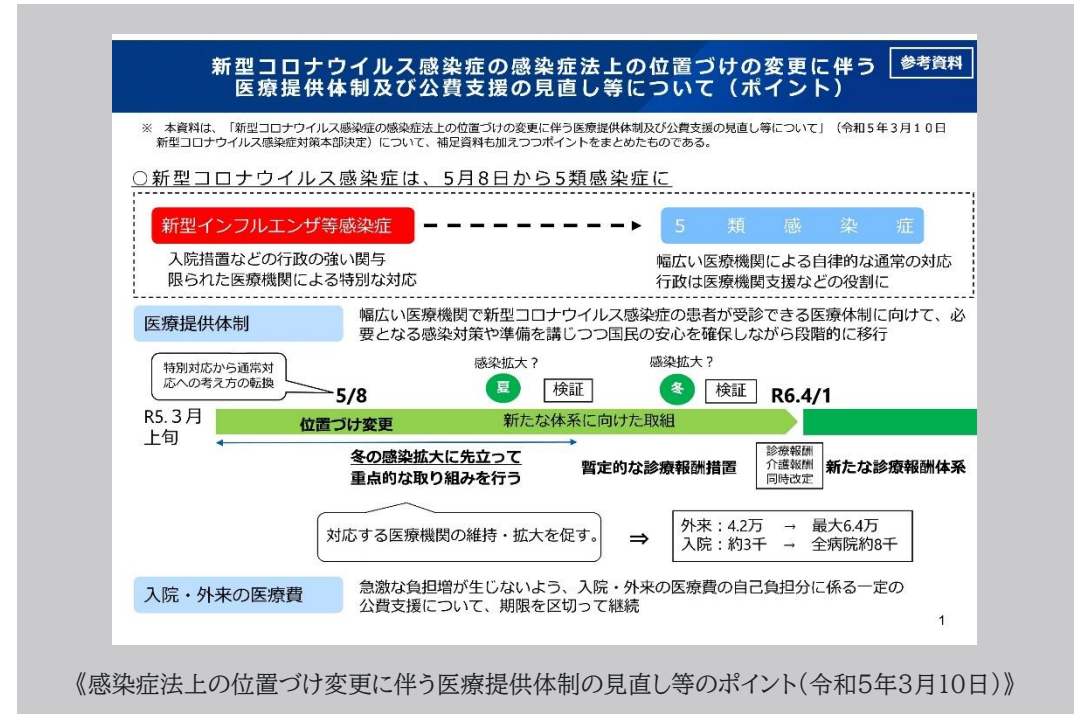 新型コロナウイルス感染症の感染症法上の位置づけの変更に伴う
医療提供体制及び公費支援の見直し等について（ポイント）
参考資料
※　本資料は、「新型コロナウイルス感染症の感染症法上の位置づけの変更に伴う医療提供体制及び公費支援の見直し等について」（令和5年3月10日
新型コロナウイルス感染症対策本部決定）について、補足資料も加えつつポイントをまとめたものである。
○新型コロナウイルス感染症は、5月8日から5類感染症に
新型インフルエンザ等感染症
5類感染症
入院措置などの行政の強い関与
限られた医療機関による特別な対応
幅広い医療機関による自律的な通常の対応
行政は医療機関支援などの役割に
医療提供体制
幅広い医療機関で新型コロナウイルス感染症の患者が受診できる医療体制に向けて、必
要となる感染対策や準備を講じつつ国民の安心を確保しながら段階的に移行
特別対応から通常対
応への考え方の転換
感染拡大？
感染拡大？
夏
検証
冬
検証
5/8
R6.4/1
R5.3月
上旬
位置づけ変更
新たな体系に向けた取組
冬の感染拡大に先立って
重点的な取り組みを行う
暫定的な診療報酬措置
診療報酬
介護報酬
同時改定
新たな診療報酬体系
対応する医療機関の維持・拡大を促す。
⇒
外来：4.2万　→　最大6.4万
入院：約3千　→　全病院約8千
入院・外来の医療費
急激な負担増が生じないよう、入院・外来の医療費の自己負担分に係る一定の
公費支援について、期限を区切って継続
1
《感染症法上の位置づけ変更に伴う医療提供体制の見直し等のポイント（令和5年3月10日）》